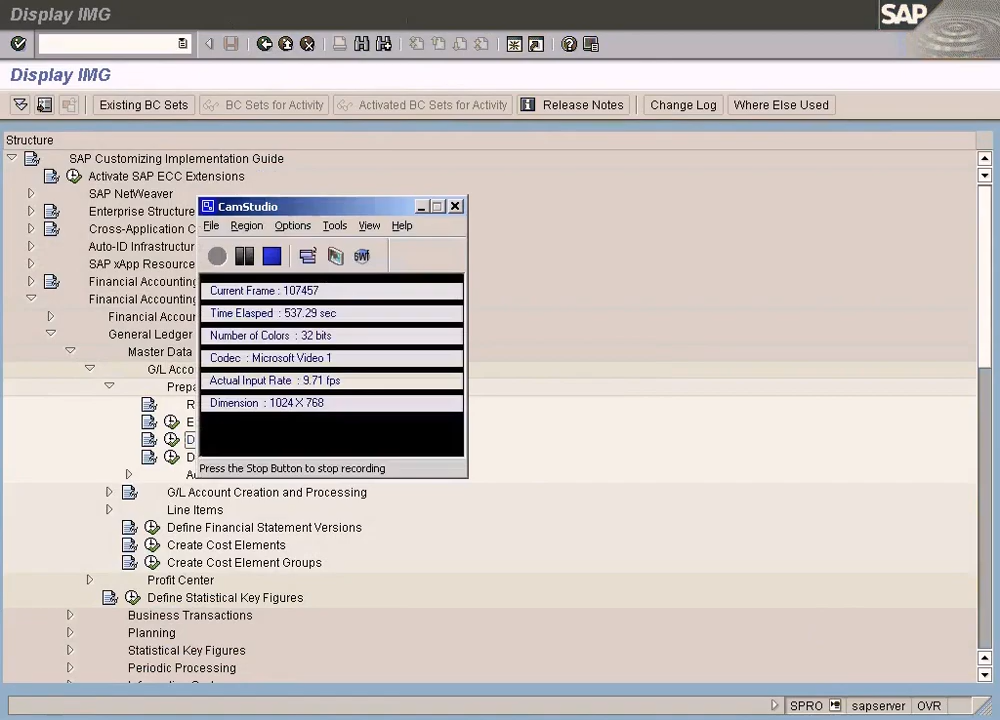 Display IMG
SAP
Display IMG
Existing BC Sets BC Sets for Activity Activated BC Sets for Activity Release Notes Change Log Where Else Used
Structure
SAP Customizing Implementation Guide
Activate SAP ECC Extensions
SAP NetWeaver
Enterprise Structure
Cross-Application C
Auto-ID Infrastructur
SAP xApp Resource
Financial Accounting
Financial Accounting
Financial Accour
General Ledger
Master Data
G/L Acco
Prepa
R
E
D
D
A
G/L Account Creation and Processing
Line Items
Define Financial Statement Versions
Create Cost Elements
Create Cost Element Groups
Profit Center
Define Statistical Key Figures
Business Transactions
Planning
Statistical Key Figures
Periodic Processing
CamStudio
File Region Options Tools View Help
SWF
Current Frame : 107457
Time Elasped : 537.29 sec
Number of Colors : 32 bits
Codec : Microsoft Video 1
Actual Input Rate : 9.71 fps
Dimension : 1024 X 768
Press the Stop Button to stop recording
SPRO sapserver OVR